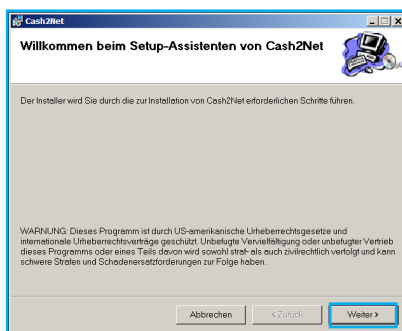 Cash2Net
Willkommen beim Setup-Assistenten von Cash2Net
Der Installer wird Sie durch die zur Installation von Cash2Net erforderlichen Schritte führen.
WARNUNG: Dieses Programm ist durch US-amerikanische Urheberrechtsgesetze und
internationale Urheberrechtsverträge geschützt. Unbefugte Vervielfältigung oder unbefugter Vertrieb
dieses Programms oder eines Teils davon wird sowohl straf- als auch zivilrechtlich verfolgt und kann
schwere Strafen und Schadenersatzforderungen zur Folge haben.
Abbrechen < Zurück Weiter >